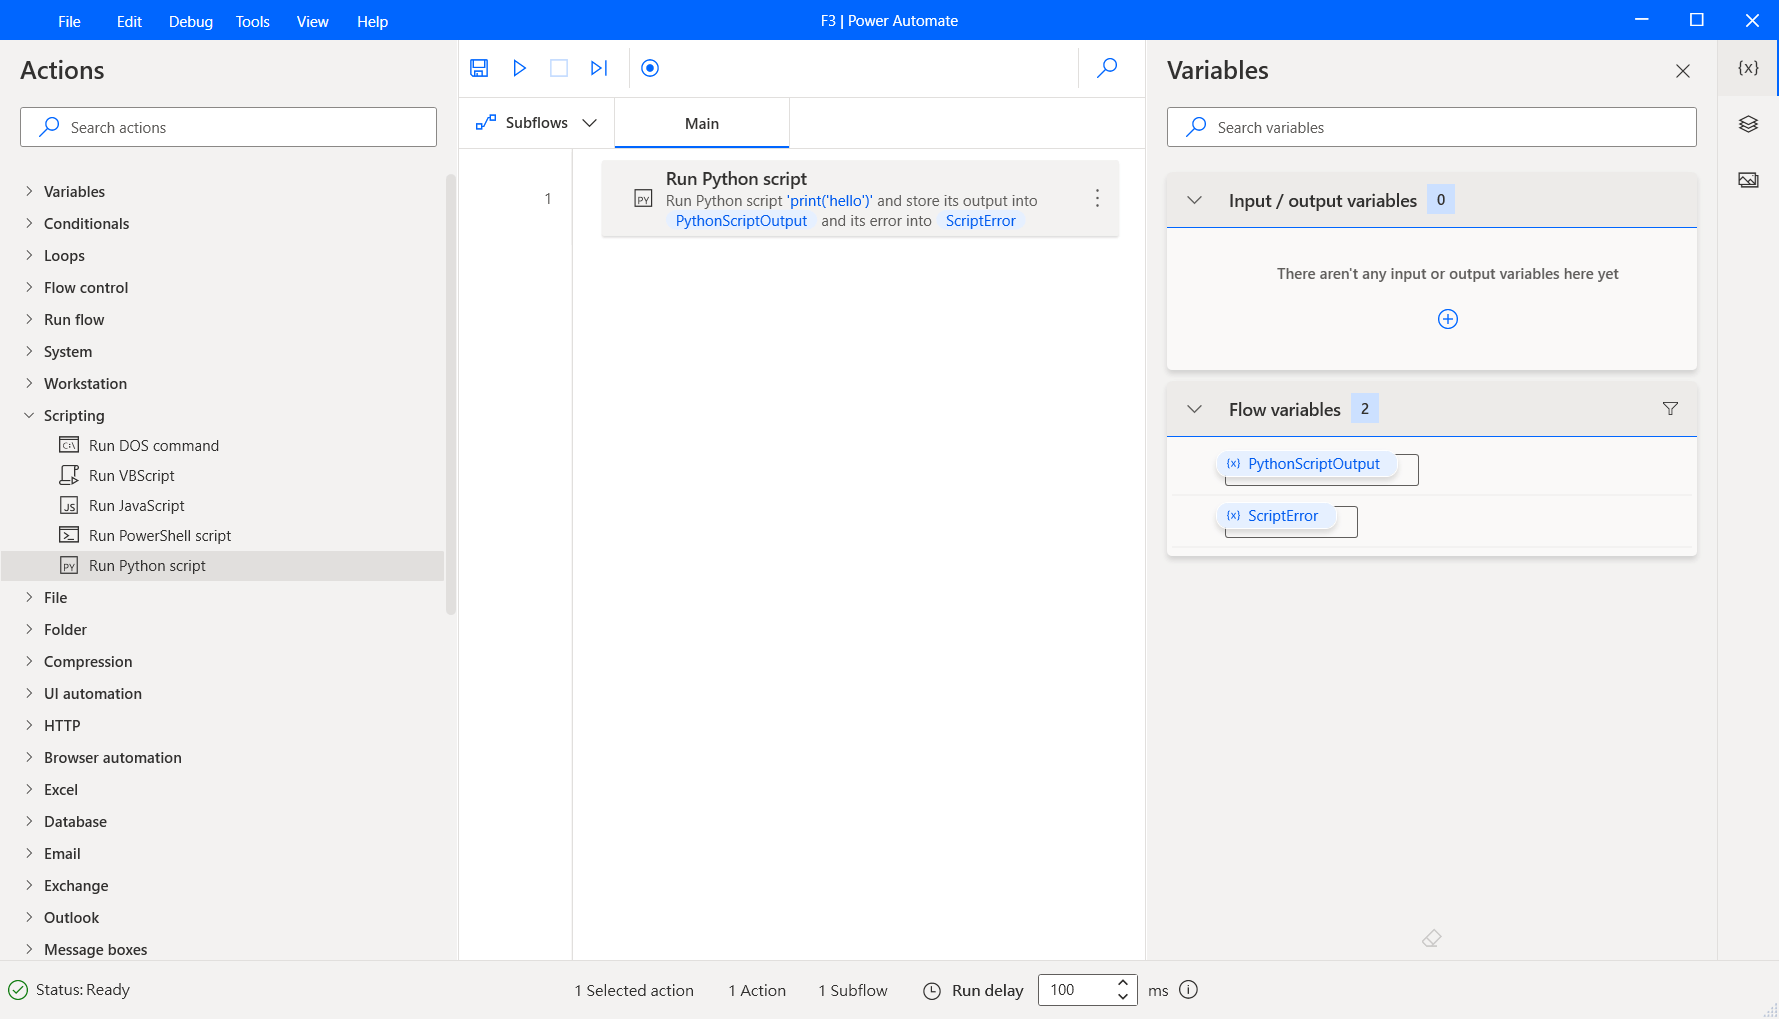 File Edit Debug Tools View Help
F3 | Power Automate
Actions
Search actions
Variables
Conditionals
Loops
Flow control
Run flow
System
Workstation
Scripting
Run DOS command
Run VBScript
Run JavaScript
Run PowerShell script
Run Python script
File
Folder
Compression
UI automation
HTTP
Browser automation
Excel
Database
Email
Exchange
Outlook
Message boxes
Subflows
Main
1
Run Python script
Run Python script 'print('hello')' and store its output into
PythonScriptOutput and its error into ScriptError
Variables
Search variables
Input / output variables 0
There aren't any input or output variables here yet
Flow variables 2
{x} PythonScriptOutput
{x} ScriptError
{x}
Status: Ready
1 Selected action
1 Action
1 Subflow
Run delay 100 ms